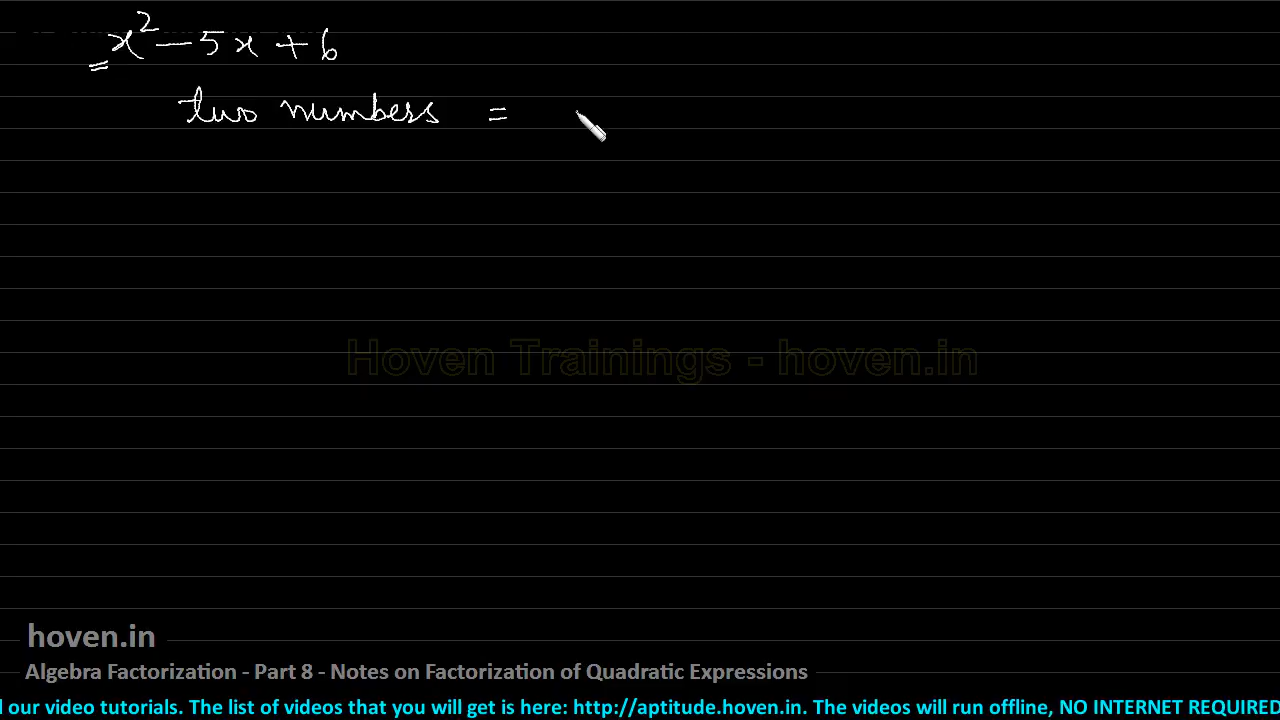 x² - 5x + 6
two numbers =
Hoven Trainings - hoven.in
hoven.in
Algebra Factorization - Part 8 - Notes on Factorization of Quadratic Expressions
our video tutorials. The list of videos that you will get is here: http://aptitude.hoven.in. The videos will run offline, NO INTERNET REQUIRED